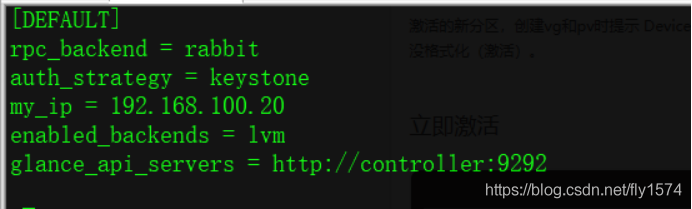 [DEFAULT]
rpc_backend = rabbit
auth_strategy = keystone
my_ip = 192.168.100.20
enabled_backends = lvm
glance_api_servers = http://controller:9292
激活的新分区，创建vg和pv时提示 Device
没格式化（激活）。
立即激活
https://blog.csdn.net/fly1574